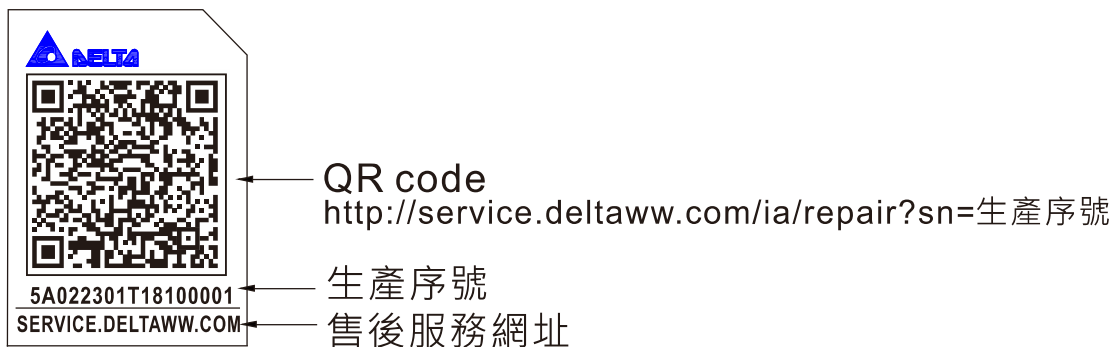 DELTA
QR code
http://service.deltaww.com/ia/repair?sn=生產序號
5A022301T18100001
生產序號
SERVICE.DELTAWW.COM
售後服務網址